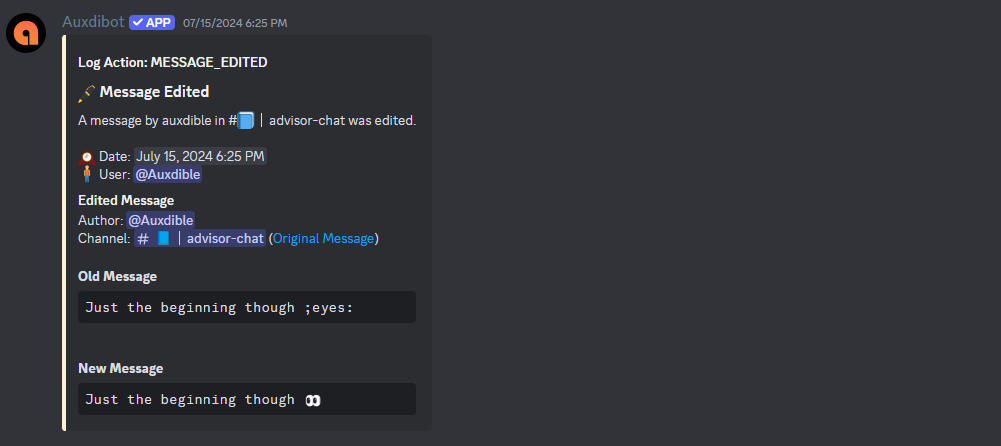 Auxdibot ✓ APP 07/15/2024 6:25 PM
Log Action: MESSAGE_EDITED
Message Edited
A message by auxdible in #📘 | advisor-chat was edited.
🕰 Date: July 15, 2024 6:25 PM
🧍 User: @Auxdible
Edited Message
Author: @Auxdible
Channel: # 📘 | advisor-chat (Original Message)
Old Message
Just the beginning though ;eyes:
New Message
Just the beginning though 👀